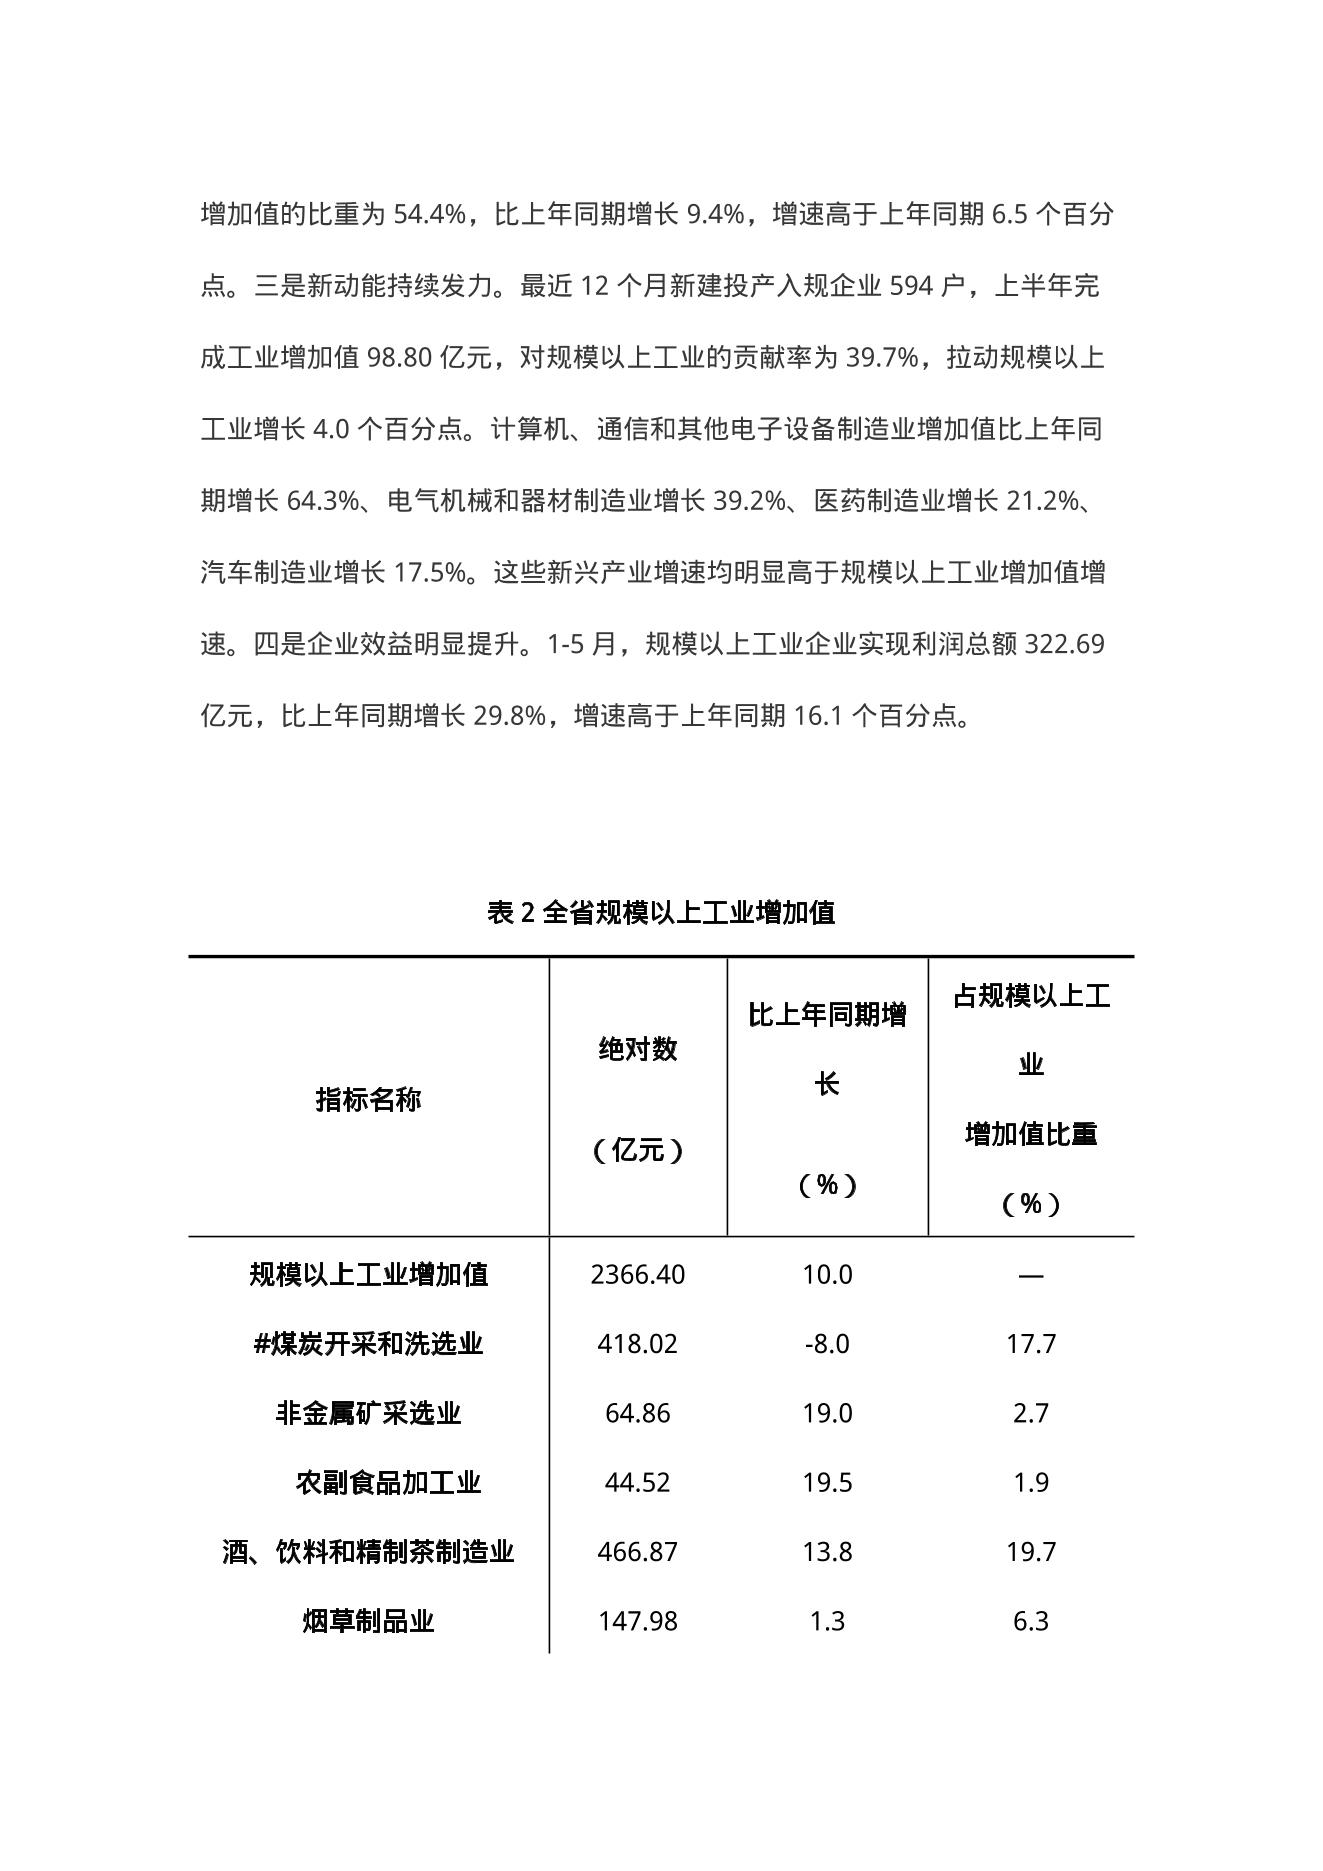 增加值的比重为 54.4%，比上年同期增长 9.4%，增速高于上年同期 6.5 个百分
点。三是新动能持续发力。最近 12 个月新建投产入规企业 594 户，上半年完
成工业增加值 98.80 亿元，对规模以上工业的贡献率为 39.7%，拉动规模以上
工业增长 4.0 个百分点。计算机、通信和其他电子设备制造业增加值比上年同
期增长 64.3%、电气机械和器材制造业增长 39.2%、医药制造业增长 21.2%、
汽车制造业增长 17.5%。这些新兴产业增速均明显高于规模以上工业增加值增
速。四是企业效益明显提升。1-5 月，规模以上工业企业实现利润总额 322.69
亿元，比上年同期增长 29.8%，增速高于上年同期 16.1 个百分点。
表 2 全省规模以上工业增加值
指标名称
绝对数
（亿元）
比上年同期增
长
（%）
占规模以上工
业
增加值比重
（%）
规模以上工业增加值 2366.40 10.0 —
#煤炭开采和洗选业 418.02 -8.0 17.7
非金属矿采选业 64.86 19.0 2.7
农副食品加工业 44.52 19.5 1.9
酒、饮料和精制茶制造业 466.87 13.8 19.7
烟草制品业 147.98 1.3 6.3